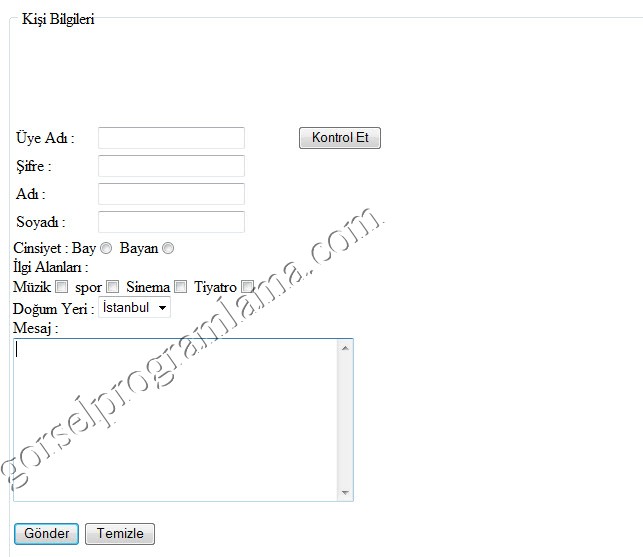 Kişi Bilgileri
Üye Adı : Kontrol Et
Şifre :
Adı :
Soyadı :
Cinsiyet : Bay Bayan
İlgi Alanları :
Müzik spor Sinema Tiyatro
Doğum Yeri : İstanbul
Mesaj :
gorselprogramlama.com.
Gönder Temizle